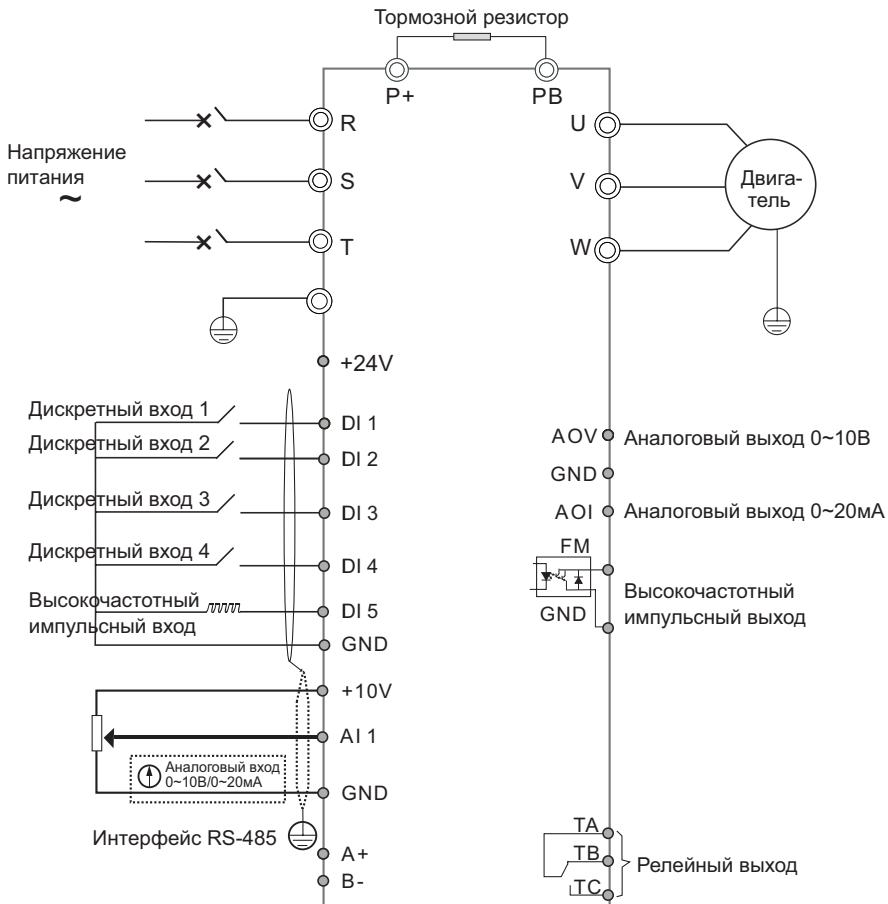 Тормозной резистор
P+
PB
R
U
Напряжение
питания
~
S
V
Двига-
тель
T
W
+24V
Дискретный вход 1
DI 1
Дискретный вход 2
DI 2
AOV
Аналоговый выход 0~10В
GND
Дискретный вход 3
DI 3
AOI
Аналоговый выход 0~20мА
Дискретный вход 4
DI 4
FM
Высокочастотный
импульсный вход
DI 5
GND
Высокочастотный
импульсный выход
GND
+10V
AI 1
Аналоговый вход
0~10В/0~20мА
GND
Интерфейс RS-485
A+
B-
TA
TB
Релейный выход
TC